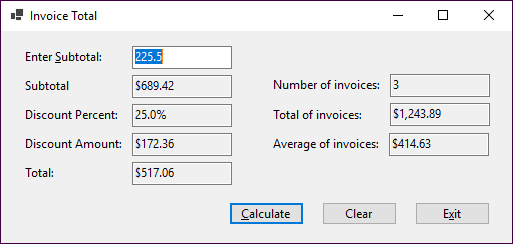 Invoice Total
Enter Subtotal: 225.5
Subtotal $689.42
Number of invoices: 3
Discount Percent: 25.0%
Total of invoices: $1,243.89
Discount Amount: $172.36
Average of invoices: $414.63
Total: $517.06
Calculate Clear Exit